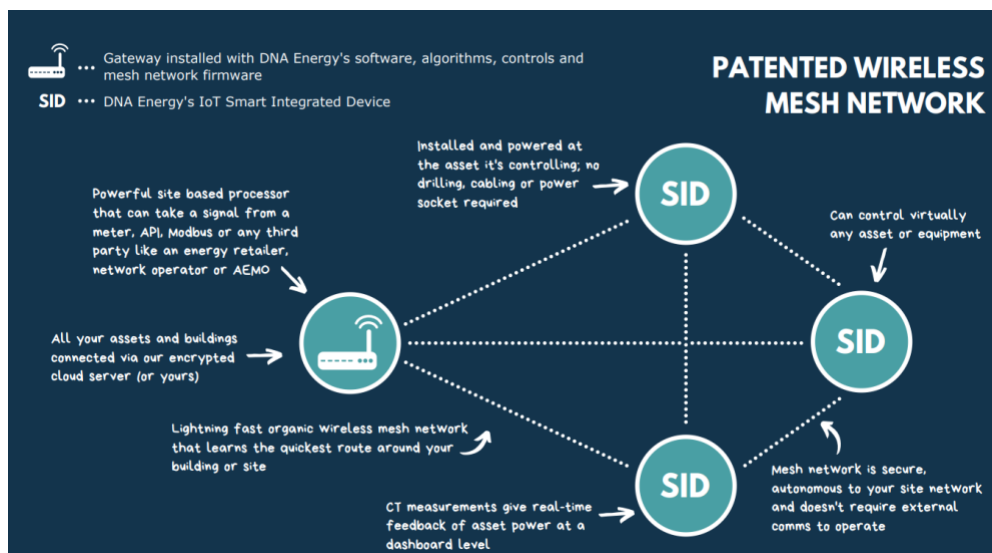 Gateway installed with DNA Energy's software, algorithms, controls and
mesh network firmware
SID ··· DNA Energy's IoT Smart Integrated Device
PATENTED WIRELESS
MESH NETWORK
Installed and powered at
the asset it's controlling; no
drilling, cabling or power
socket required
SID
Powerful site based processor
that can take a signal from a
meter, API, Modbus or any third
party like an energy retailer,
network operator or AEMO
Can control virtually
any asset or equipment
All your assets and buildings
connected via our encrypted
cloud server (or yours)
SID
Lightning fast organic wireless mesh network
that learns the quickest route around your
building or site
SID
Mesh network is secure,
autonomous to your site network
and doesn't require external
comms to operate
CT measurements give real-time
feedback of asset power at a
dashboard level